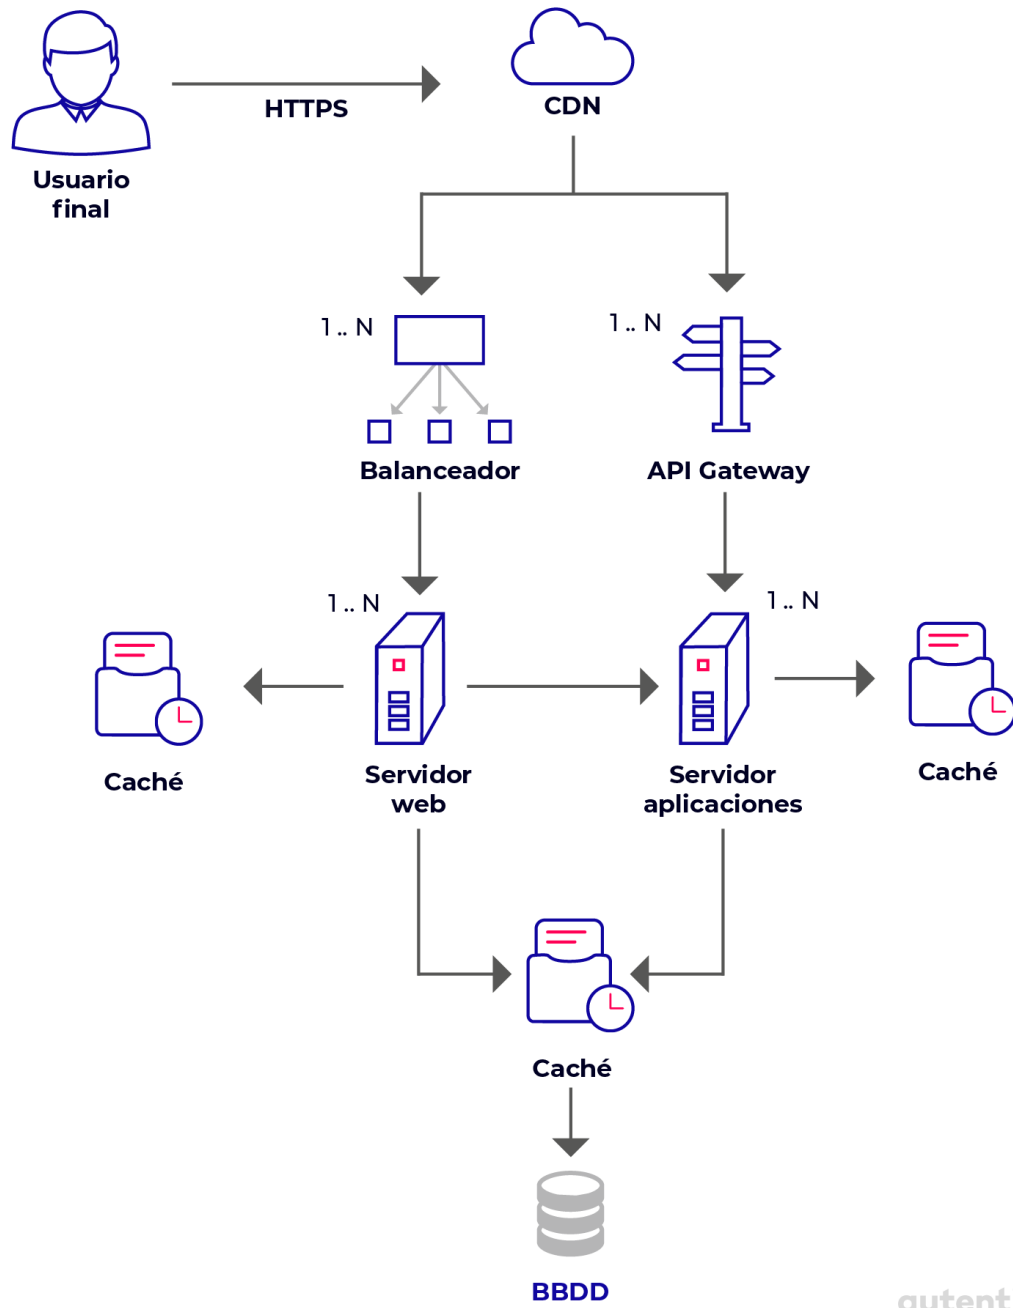 HTTPS
CDN
Usuario
final
1 .. N
1 .. N
Balanceador
API Gateway
1 .. N
1 .. N
Caché
Servidor
web
Servidor
aplicaciones
Caché
Caché
BBDD
autent